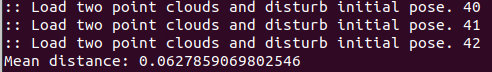 :: Load two point clouds and disturb initial pose. 40
:: Load two point clouds and disturb initial pose. 41
:: Load two point clouds and disturb initial pose. 42
Mean distance: 0.0627859069802546